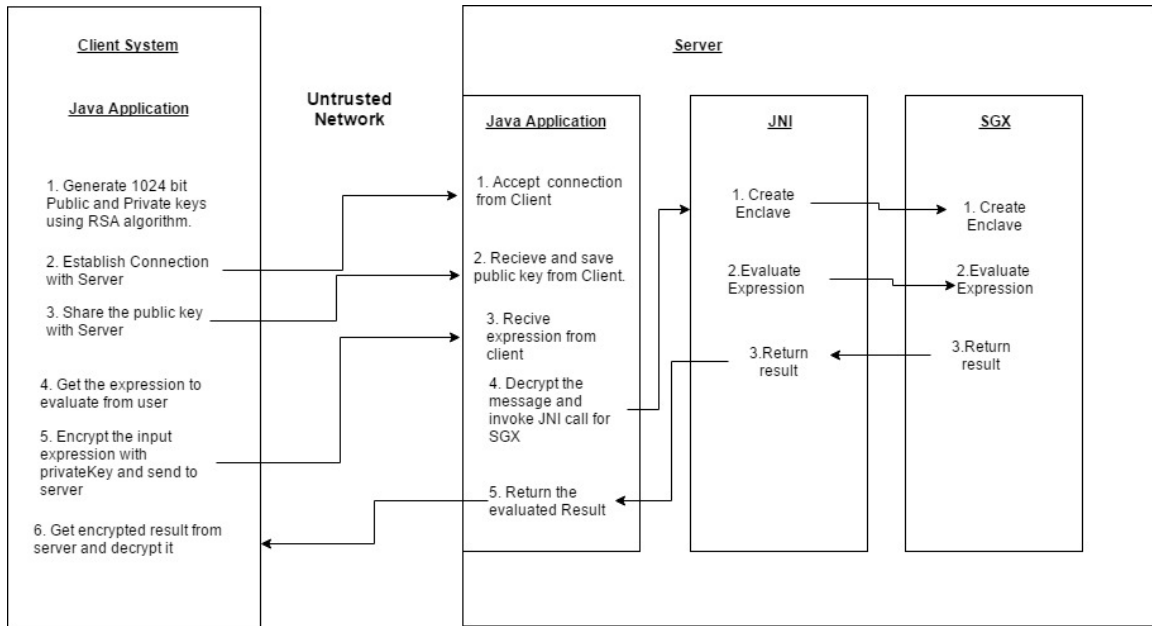 Client System
Java Application
1. Generate 1024 bit
Public and Private keys
using RSA algorithm.
2. Establish Connection
with Server
3. Share the public key
with Server
4. Get the expression to
evaluate from user
5. Encrypt the input
expression with
privateKey and send to
server
6. Get encrypted result from
server and decrypt it
Untrusted
Network
Server
Java Application
1. Accept connection
from Client
2. Recieve and save
public key from Client.
3. Recive
expression from
client
4. Decrypt the
message and
invoke JNI call for
SGX
5. Return the
evaluated Result
JNI
1. Create
Enclave
2.Evaluate
Expression
3.Return
result
SGX
1. Create
Enclave
2.Evaluate
Expression
3.Return
result